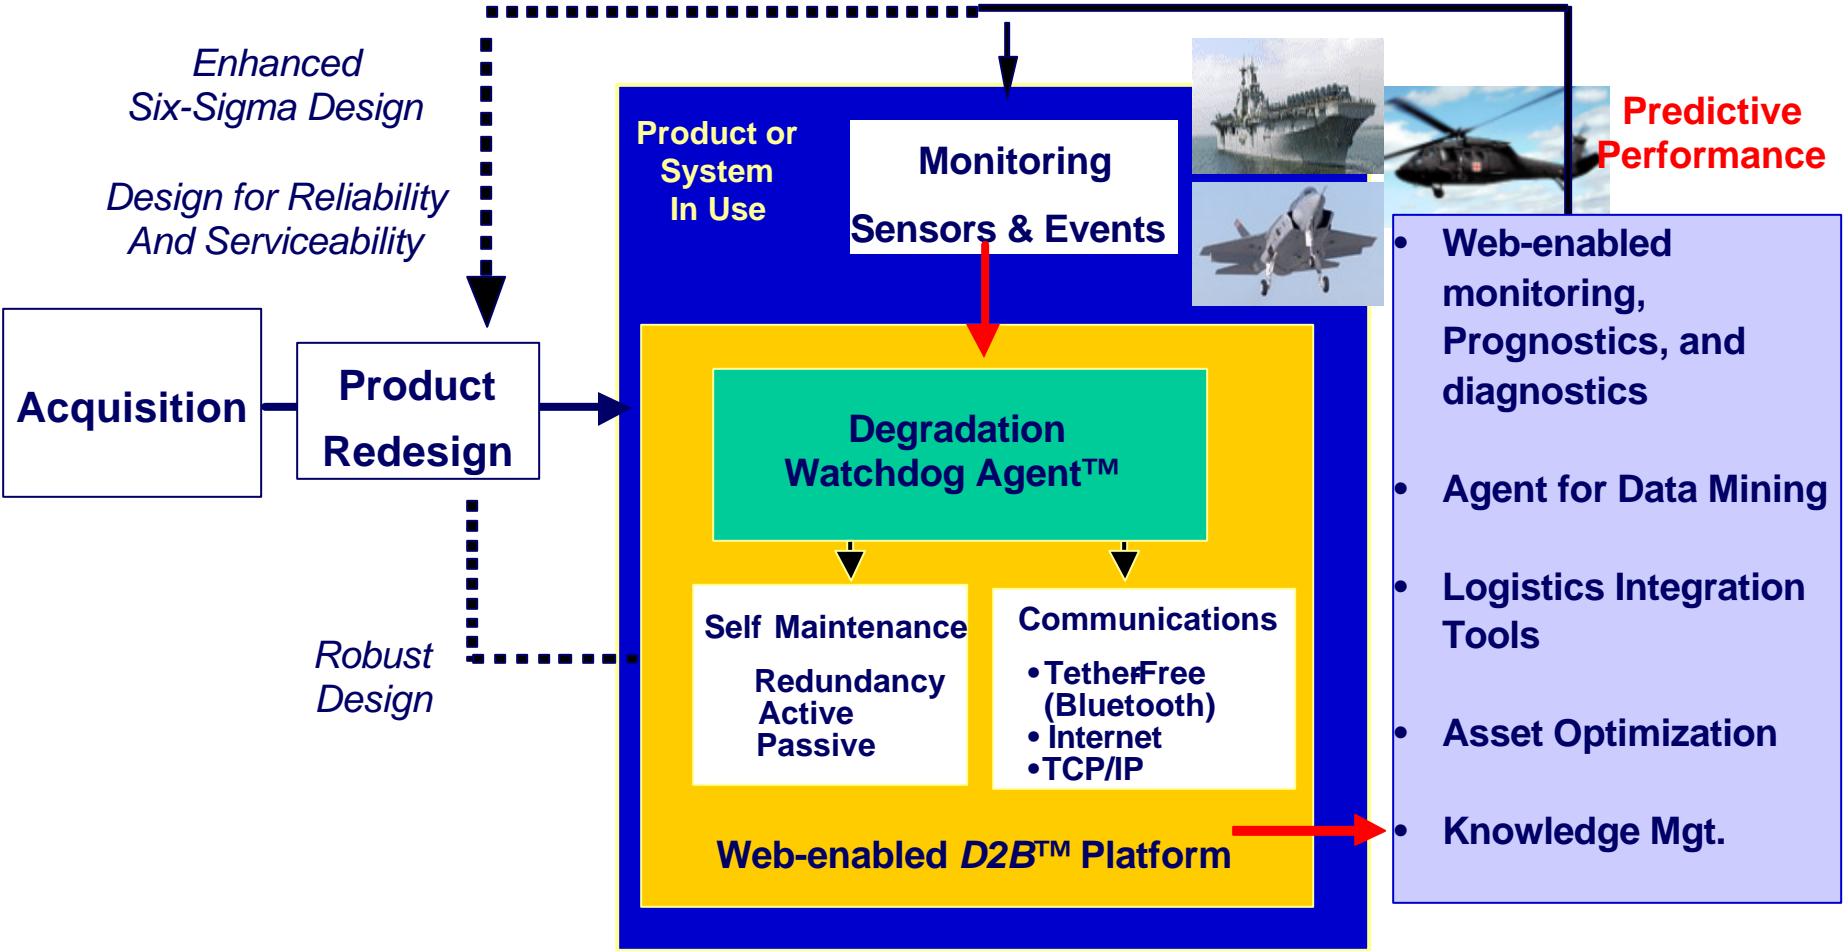 Enhanced
Six-Sigma Design
Design for Reliability
And Serviceability
Acquisition
Product
Redesign
Robust
Design
Product or
System
In Use
Monitoring
Sensors & Events
Degradation
Watchdog Agent™
Self Maintenance
Redundancy
Active
Passive
Communications
•Tether-Free
(Bluetooth)
• Internet
•TCP/IP
Web-enabled D2B™ Platform
Predictive
Performance
• Web-enabled
monitoring,
Prognostics, and
diagnostics
• Agent for Data Mining
• Logistics Integration
Tools
• Asset Optimization
• Knowledge Mgt.